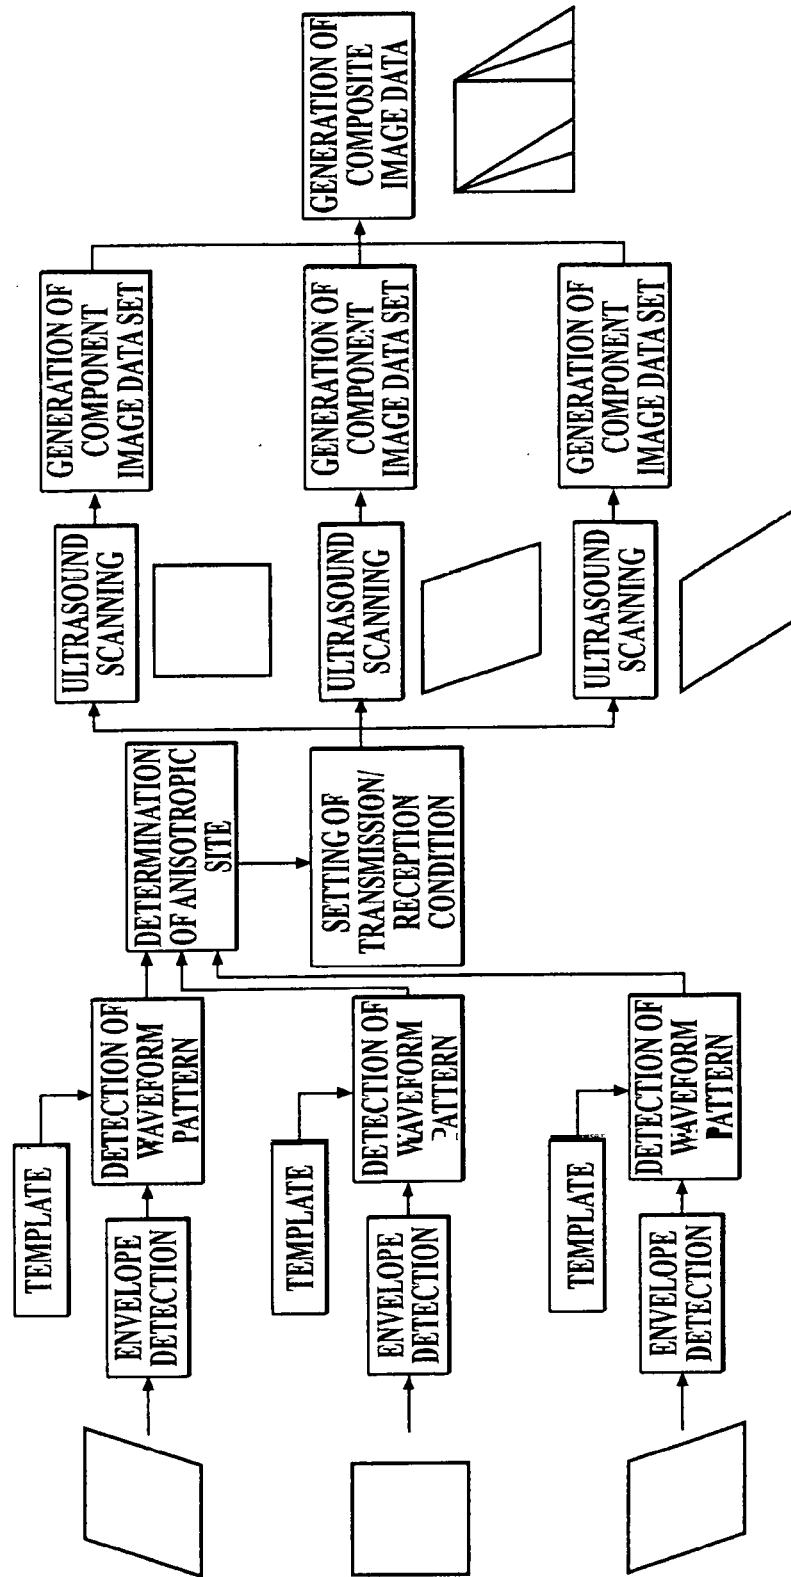 TEMPLATE
ENVELOPE
DETECTION
DETECTION OF
WAVEFORM
PATTERN
TEMPLATE
ENVELOPE
DETECTION
DETECTION OF
WAVEFORM
PATTERN
TEMPLATE
ENVELOPE
DETECTION
DETECTION OF
WAVEFORM
PATTERN
DETERMINATION
OF ANISOTROPIC
SITE
SETTING OF
TRANSMISSION/
RECEPTION
CONDITION
ULTRASOUND
SCANNING
ULTRASOUND
SCANNING
ULTRASOUND
SCANNING
GENERATION OF
COMPONENT
IMAGE DATA SET
GENERATION OF
COMPONENT
IMAGE DATA SET
GENERATION OF
COMPONENT
IMAGE DATA SET
GENERATION OF
COMPOSITE
IMAGE DATA